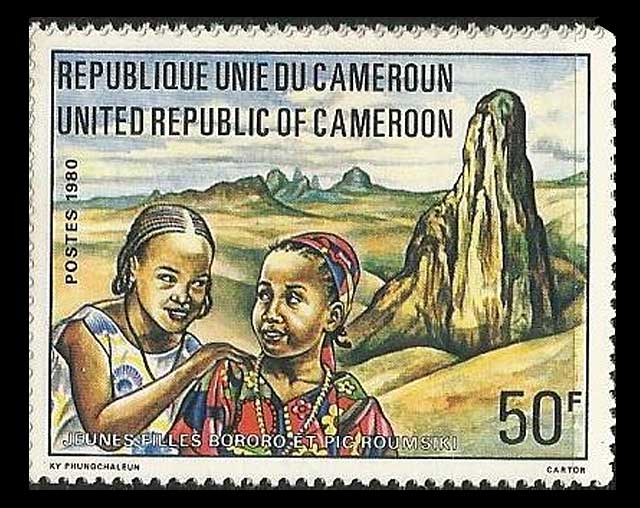 REPUBLIQUE UNIE DU CAMEROUN
UNITED REPUBLIC OF CAMEROON
POSTES 1980
50F
JEUNES FILLES BORORO ET PIC ROUMSIKI
KY PHUNGCHALEUN
CARTOR